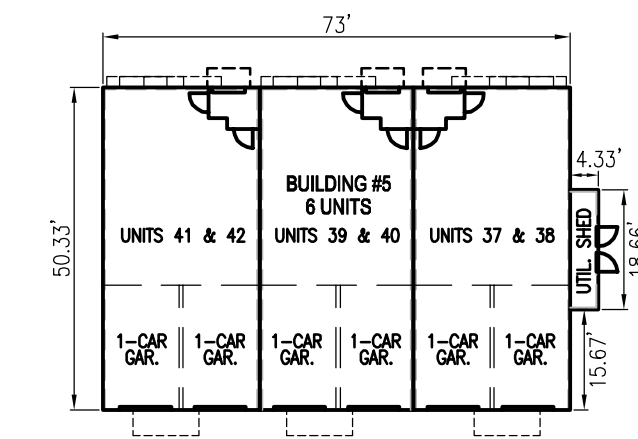 73'
4.33'
BUILDING #5
6 UNITS
50.33'
UNITS 41 & 42
UNITS 39 & 40
UNITS 37 & 38
UTIL. SHED
18.66'
1-CAR
GAR.
1-CAR
GAR.
1-CAR
GAR.
1-CAR
GAR.
1-CAR
GAR.
1-CAR
GAR.
15.67'